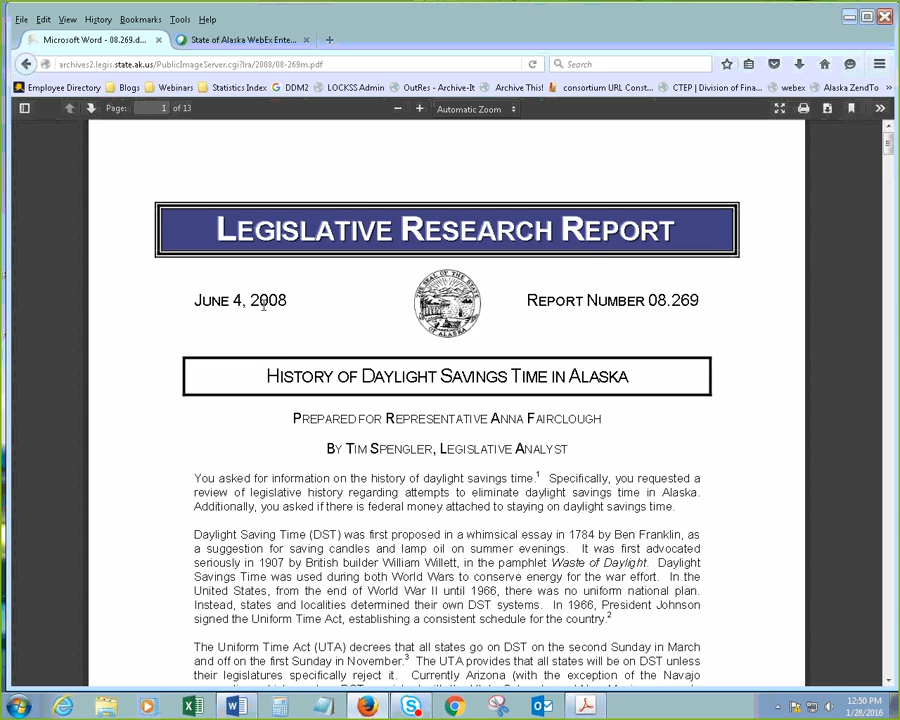 File Edit View History Bookmarks Tools Help
Microsoft Word - 08.269.d... × State of Alaska WebEx Ente... × +
archives2.legis.state.ak.us/PublicImageServer.cgi?lra/2008/08-269m.pdf Search
Employee Directory Blogs Webinars Statistics Index DDM2 LOCKSS Admin OutRes - Archive-It Archive This! consortium URL Const... CTEP | Division of Fina... webex Alaska ZendTo »
Page: 1 of 13 − + Automatic Zoom »
LEGISLATIVE RESEARCH REPORT
JUNE 4, 2008
THE SEAL OF THE STATE OF ALASKA
REPORT NUMBER 08.269
HISTORY OF DAYLIGHT SAVINGS TIME IN ALASKA
PREPARED FOR REPRESENTATIVE ANNA FAIRCLOUGH
BY TIM SPENGLER, LEGISLATIVE ANALYST
You asked for information on the history of daylight savings time.1 Specifically, you requested a
review of legislative history regarding attempts to eliminate daylight savings time in Alaska.
Additionally, you asked if there is federal money attached to staying on daylight savings time.
Daylight Saving Time (DST) was first proposed in a whimsical essay in 1784 by Ben Franklin, as
a suggestion for saving candles and lamp oil on summer evenings. It was first advocated
seriously in 1907 by British builder William Willett, in the pamphlet Waste of Daylight. Daylight
Savings Time was used during both World Wars to conserve energy for the war effort. In the
United States, from the end of World War II until 1966, there was no uniform national plan.
Instead, states and localities determined their own DST systems. In 1966, President Johnson
signed the Uniform Time Act, establishing a consistent schedule for the country.2
The Uniform Time Act (UTA) decrees that all states go on DST on the second Sunday in March
and off on the first Sunday in November.3 The UTA provides that all states will be on DST unless
their legislatures specifically reject it. Currently Arizona (with the exception of the Navajo
12:50 PM
1/28/2016